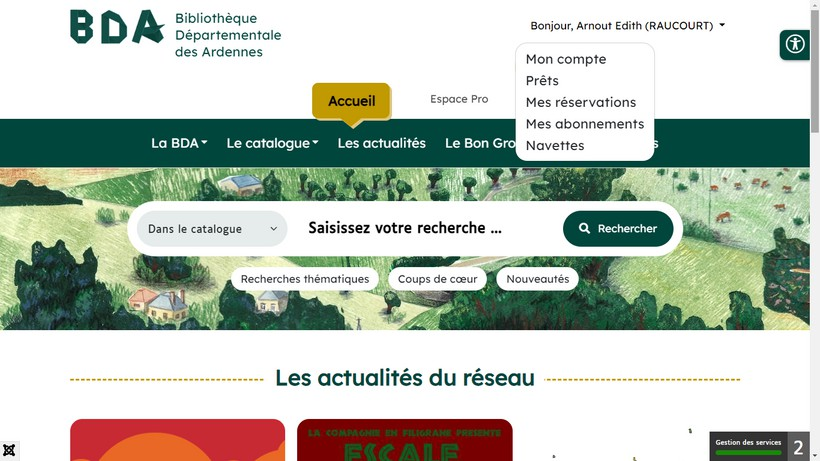 BDA
Bibliothèque
Départementale
des Ardennes
Bonjour, Arnout Edith (RAUCOURT)
Mon compte
Prêts
Mes réservations
Mes abonnements
Navettes
Accueil
Espace Pro
La BDA
Le catalogue
Les actualités
Le Bon Gro
s
Dans le catalogue
Saisissez votre recherche ...
Rechercher
Recherches thématiques
Coups de cœur
Nouveautés
Les actualités du réseau
LA COMPAGNIE EN FILIGRANE PRÉSENTE
ESCALE
Gestion des services
2